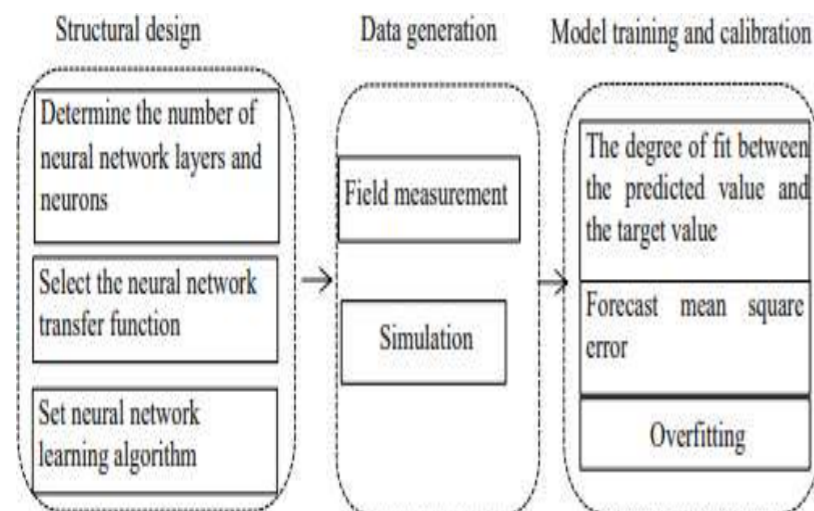 Structural design
Determine the number of
neural network layers and
neurons
Select the neural network
transfer function
Set neural network
learning algorithm
Data generation
Field measurement
Simulation
Model training and calibration
The degree of fit between
the predicted value and
the target value
Forecast mean square
error
Overfitting